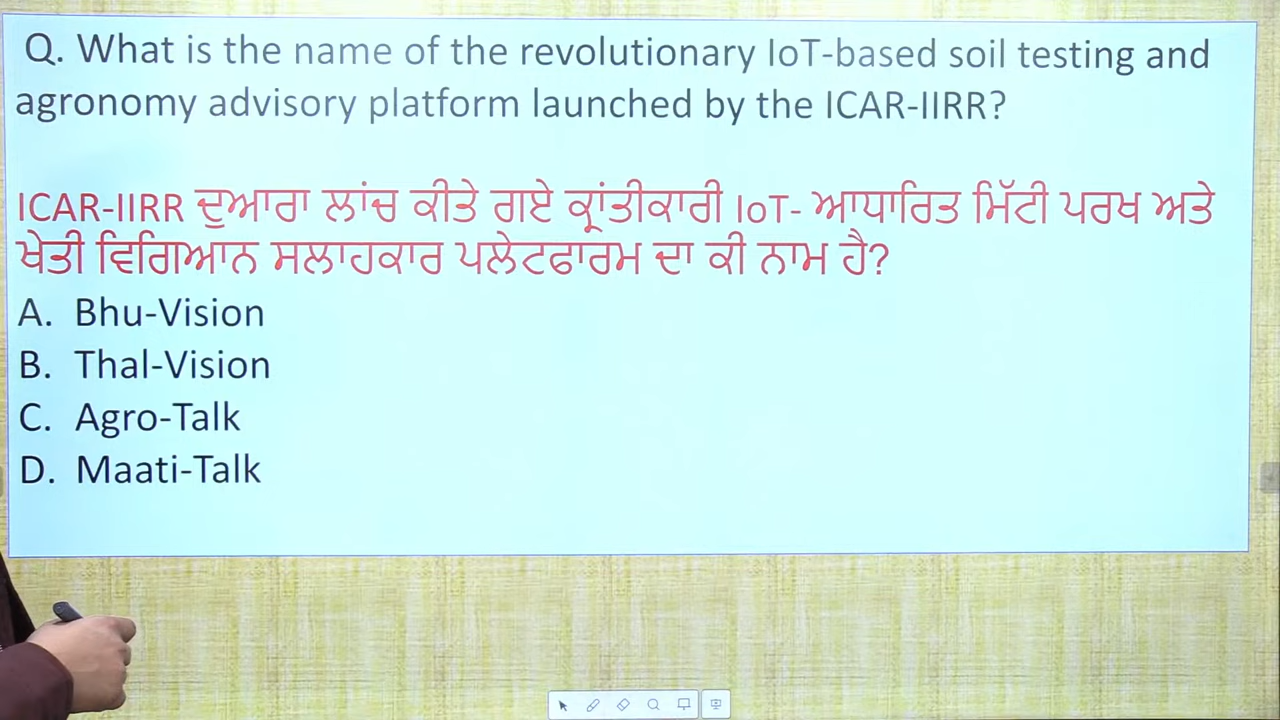 Q. What is the name of the revolutionary IoT-based soil testing and
agronomy advisory platform launched by the ICAR-IIRR?
ICAR-IIRR ਦੁਆਰਾ ਲਾਂਚ ਕੀਤੇ ਗਏ ਕ੍ਰਾਂਤੀਕਾਰੀ IoT- ਆਧਾਰਿਤ ਮਿੱਟੀ ਪਰਖ ਅਤੇ
ਖੇਤੀ ਵਿਗਿਆਨ ਸਲਾਹਕਾਰ ਪਲੇਟਫਾਰਮ ਦਾ ਕੀ ਨਾਮ ਹੈ?
A. Bhu-Vision
B. Thal-Vision
C. Agro-Talk
D. Maati-Talk